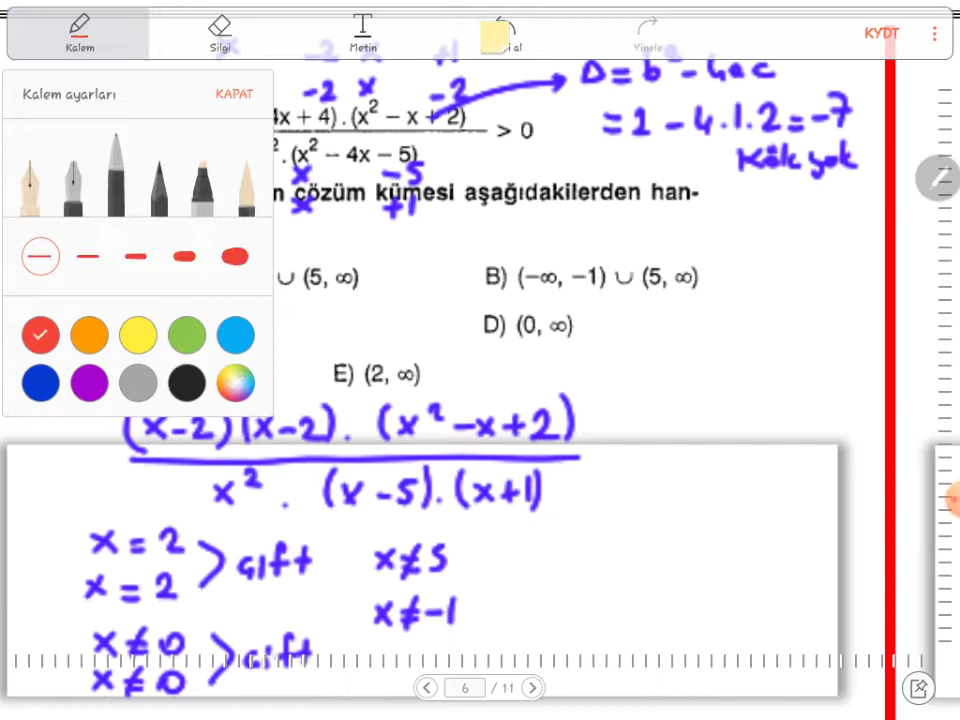 Kalem
Silgi
Metin
al
Yinele
KYDT
Kalem ayarları
KAPAT
-2 x +1
-2 x -2
Δ = b² - 4ac
= 1 - 4.1.2 = -7
Kök yok
4x + 4) . (x² – x + 2)
> 0
. (x² – 4x – 5)
x -5
x +1
çözüm kümesi aşağıdakilerden han-
∪ (5, ∞)
B) (–∞, –1) ∪ (5, ∞)
D) (0, ∞)
E) (2, ∞)
(x-2)(x-2). (x²-x+2)
x² . (x-5).(x+1)
x = 2
x = 2
> çift
x ≠ 5
x ≠ -1
x ≠ 0
x ≠ 0
> çift
6 / 11